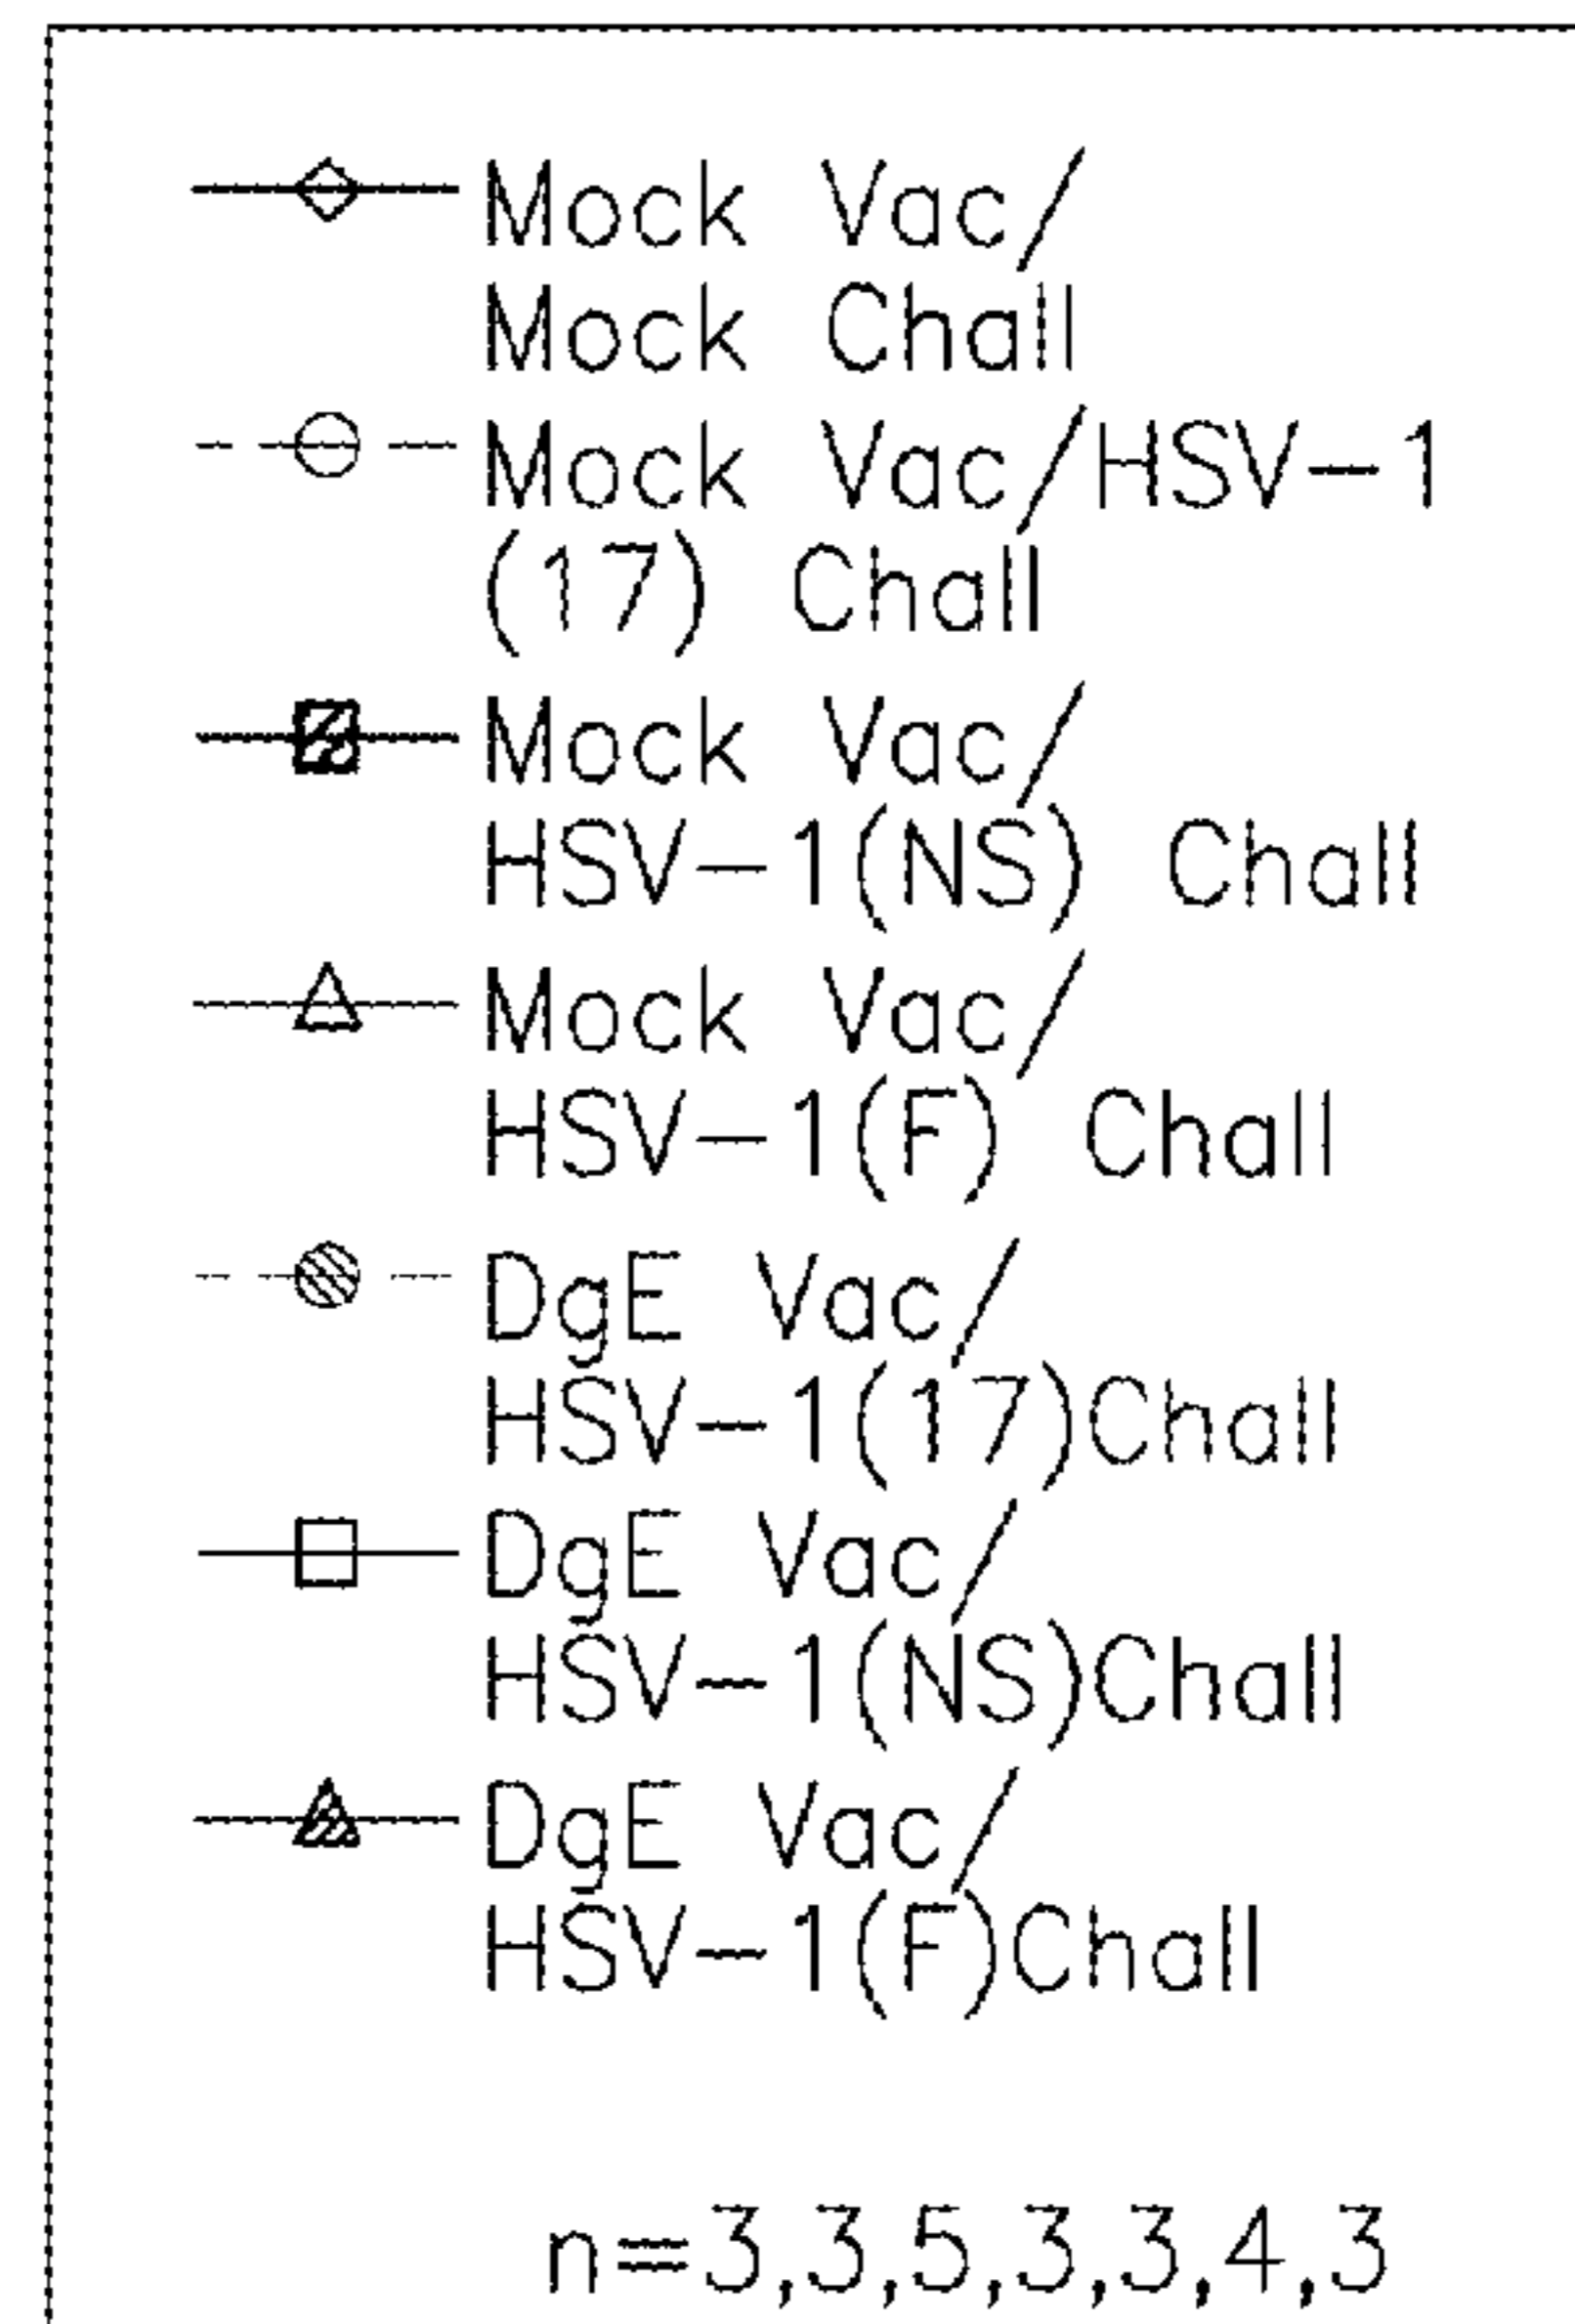 Mock Vac/
Mock Chall
Mock Vac/HSV-1
(17) Chall
Mock Vac/
HSV-1(NS) Chall
Mock Vac/
HSV-1(F) Chall
DgE Vac/
HSV-1(17)Chall
DgE Vac/
HSV-1(NS)Chall
DgE Vac/
HSV-1(F)Chall
n=3,3,5,3,3,4,3